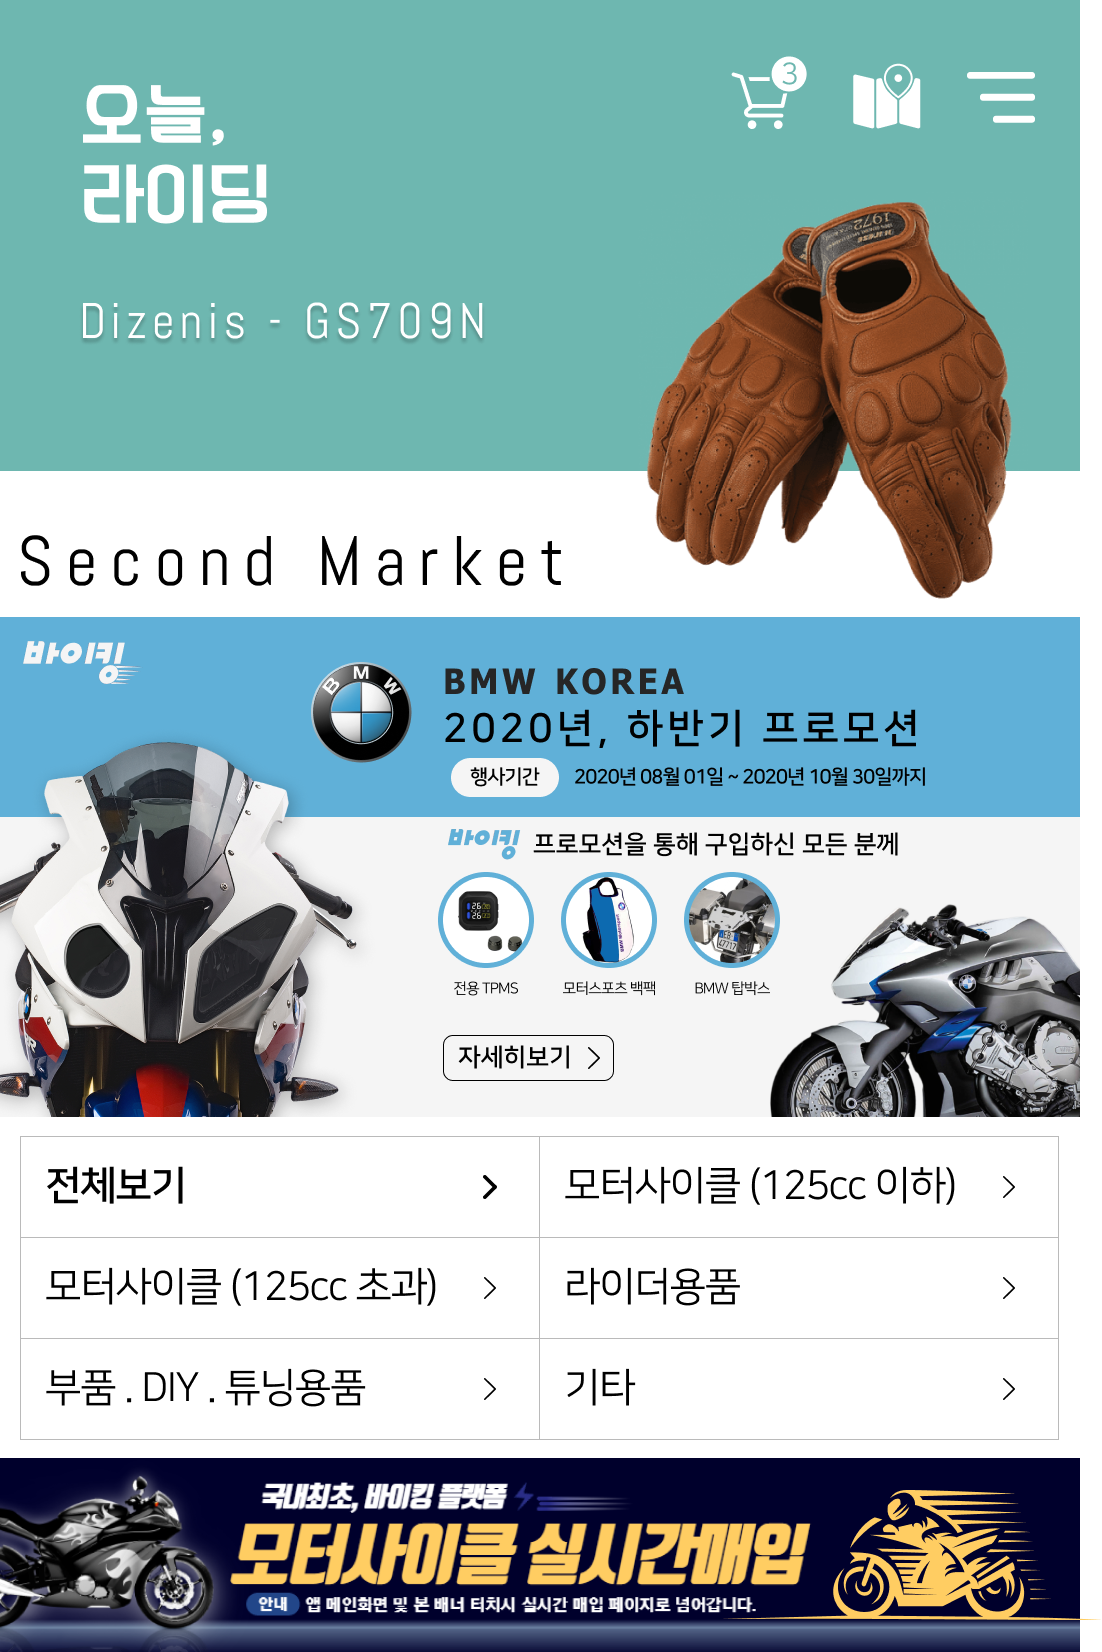 3
오늘,
라이딩
Dizenis - GS709N
1972
Second Market
바이킹
BMW
BMW KOREA
2020년, 하반기 프로모션
행사기간 2020년 08월 01일 ~ 2020년 10월 30일까지
바이킹 프로모션을 통해 구입하신 모든 분께
전용 TPMS 모터스포츠 백팩 BMW 탑박스
자세히보기
전체보기 모터사이클 (125cc 이하)
모터사이클 (125cc 초과) 라이더용품
부품 . DIY . 튜닝용품 기타
국내최초, 바이킹 플랫폼
모터사이클 실시간매입
안내 앱 메인화면 및 본 배너 터치시 실시간 매입 페이지로 넘어갑니다.